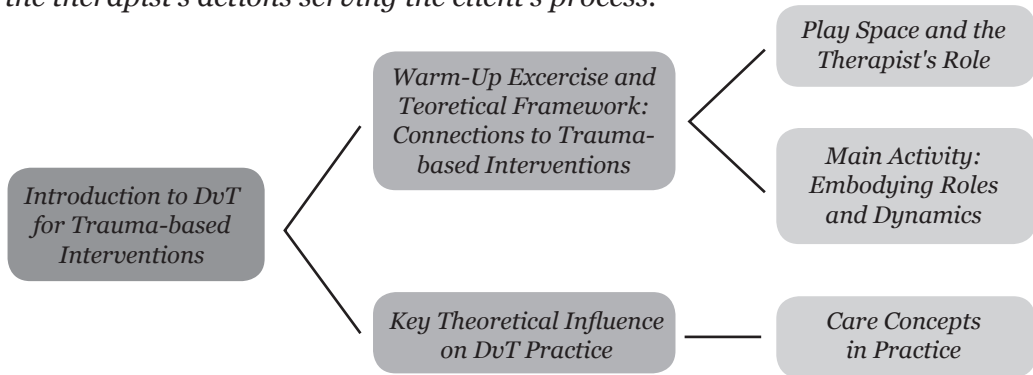 the therapist's actions serving the client's process.
Introduction to DvT
for Trauma-based
Interventions
Warm-Up Excercise and
Teoretical Framework:
Connections to Trauma-
based Interventions
Play Space and the
Therapist's Role
Main Activity:
Embodying Roles
and Dynamics
Key Theoretical Influence
on DvT Practice
Care Concepts
in Practice